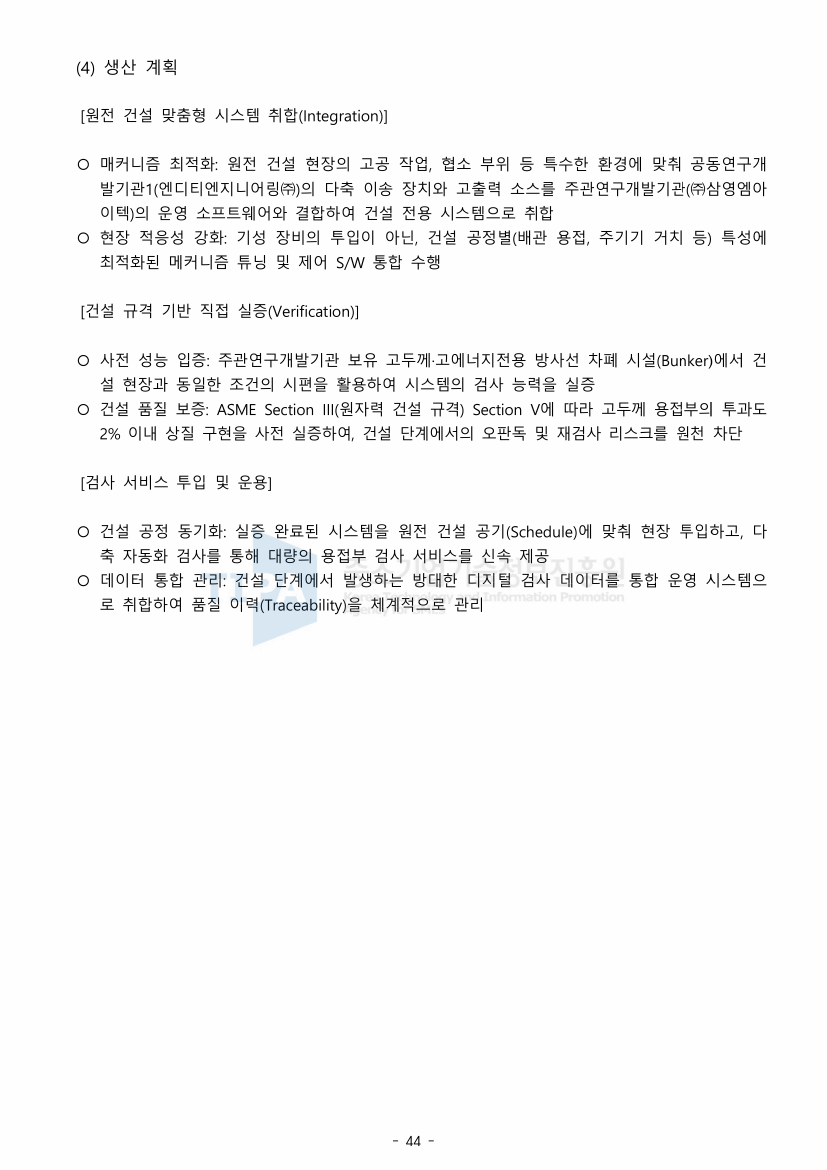 (4) 생산 계획
[원전 건설 맞춤형 시스템 취합(Integration)]
○ 매커니즘 최적화: 원전 건설 현장의 고공 작업, 협소 부위 등 특수한 환경에 맞춰 공동연구개
발기관1(엔디티엔지니어링㈜)의 다축 이송 장치와 고출력 소스를 주관연구개발기관(㈜삼영엠아
이텍)의 운영 소프트웨어와 결합하여 건설 전용 시스템으로 취합
○ 현장 적응성 강화: 기성 장비의 투입이 아닌, 건설 공정별(배관 용접, 주기기 거치 등) 특성에
최적화된 메커니즘 튜닝 및 제어 S/W 통합 수행
[건설 규격 기반 직접 실증(Verification)]
○ 사전 성능 입증: 주관연구개발기관 보유 고두께·고에너지전용 방사선 차폐 시설(Bunker)에서 건
설 현장과 동일한 조건의 시편을 활용하여 시스템의 검사 능력을 실증
○ 건설 품질 보증: ASME Section III(원자력 건설 규격) Section V에 따라 고두께 용접부의 투과도
2% 이내 상질 구현을 사전 실증하여, 건설 단계에서의 오판독 및 재검사 리스크를 원천 차단
[검사 서비스 투입 및 운용]
○ 건설 공정 동기화: 실증 완료된 시스템을 원전 건설 공기(Schedule)에 맞춰 현장 투입하고, 다
축 자동화 검사를 통해 대량의 용접부 검사 서비스를 신속 제공
○ 데이터 통합 관리: 건설 단계에서 발생하는 방대한 디지털 검사 데이터를 통합 운영 시스템으
로 취합하여 품질 이력(Traceability)을 체계적으로 관리
TIPA
중소기업기술정보진흥원
Korea Technology and Information Promotion
- 44 -